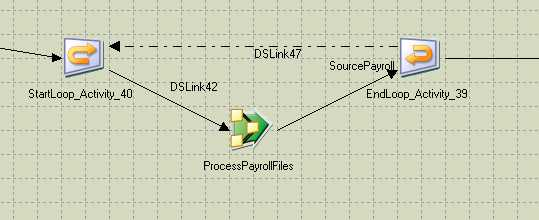 DSLink47
SourcePayroll
StartLoop_Activity_40
DSLink42
EndLoop_Activity_39
ProcessPayrollFiles